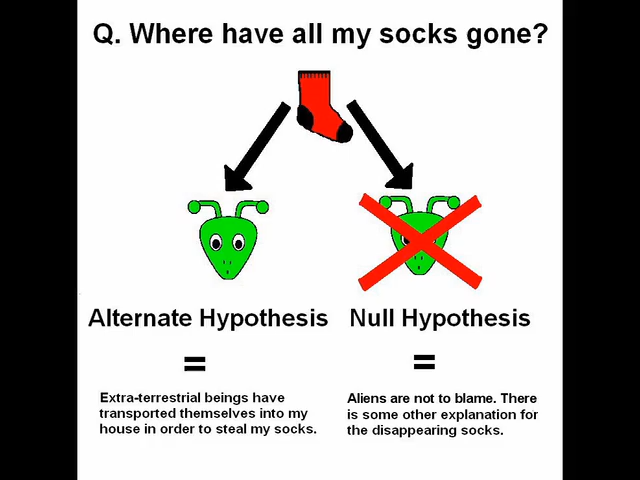 Q. Where have all my socks gone?
Alternate Hypothesis
Null Hypothesis
=
=
Extra-terrestrial beings have
transported themselves into my
house in order to steal my socks.
Aliens are not to blame. There
is some other explanation for
the disappearing socks.